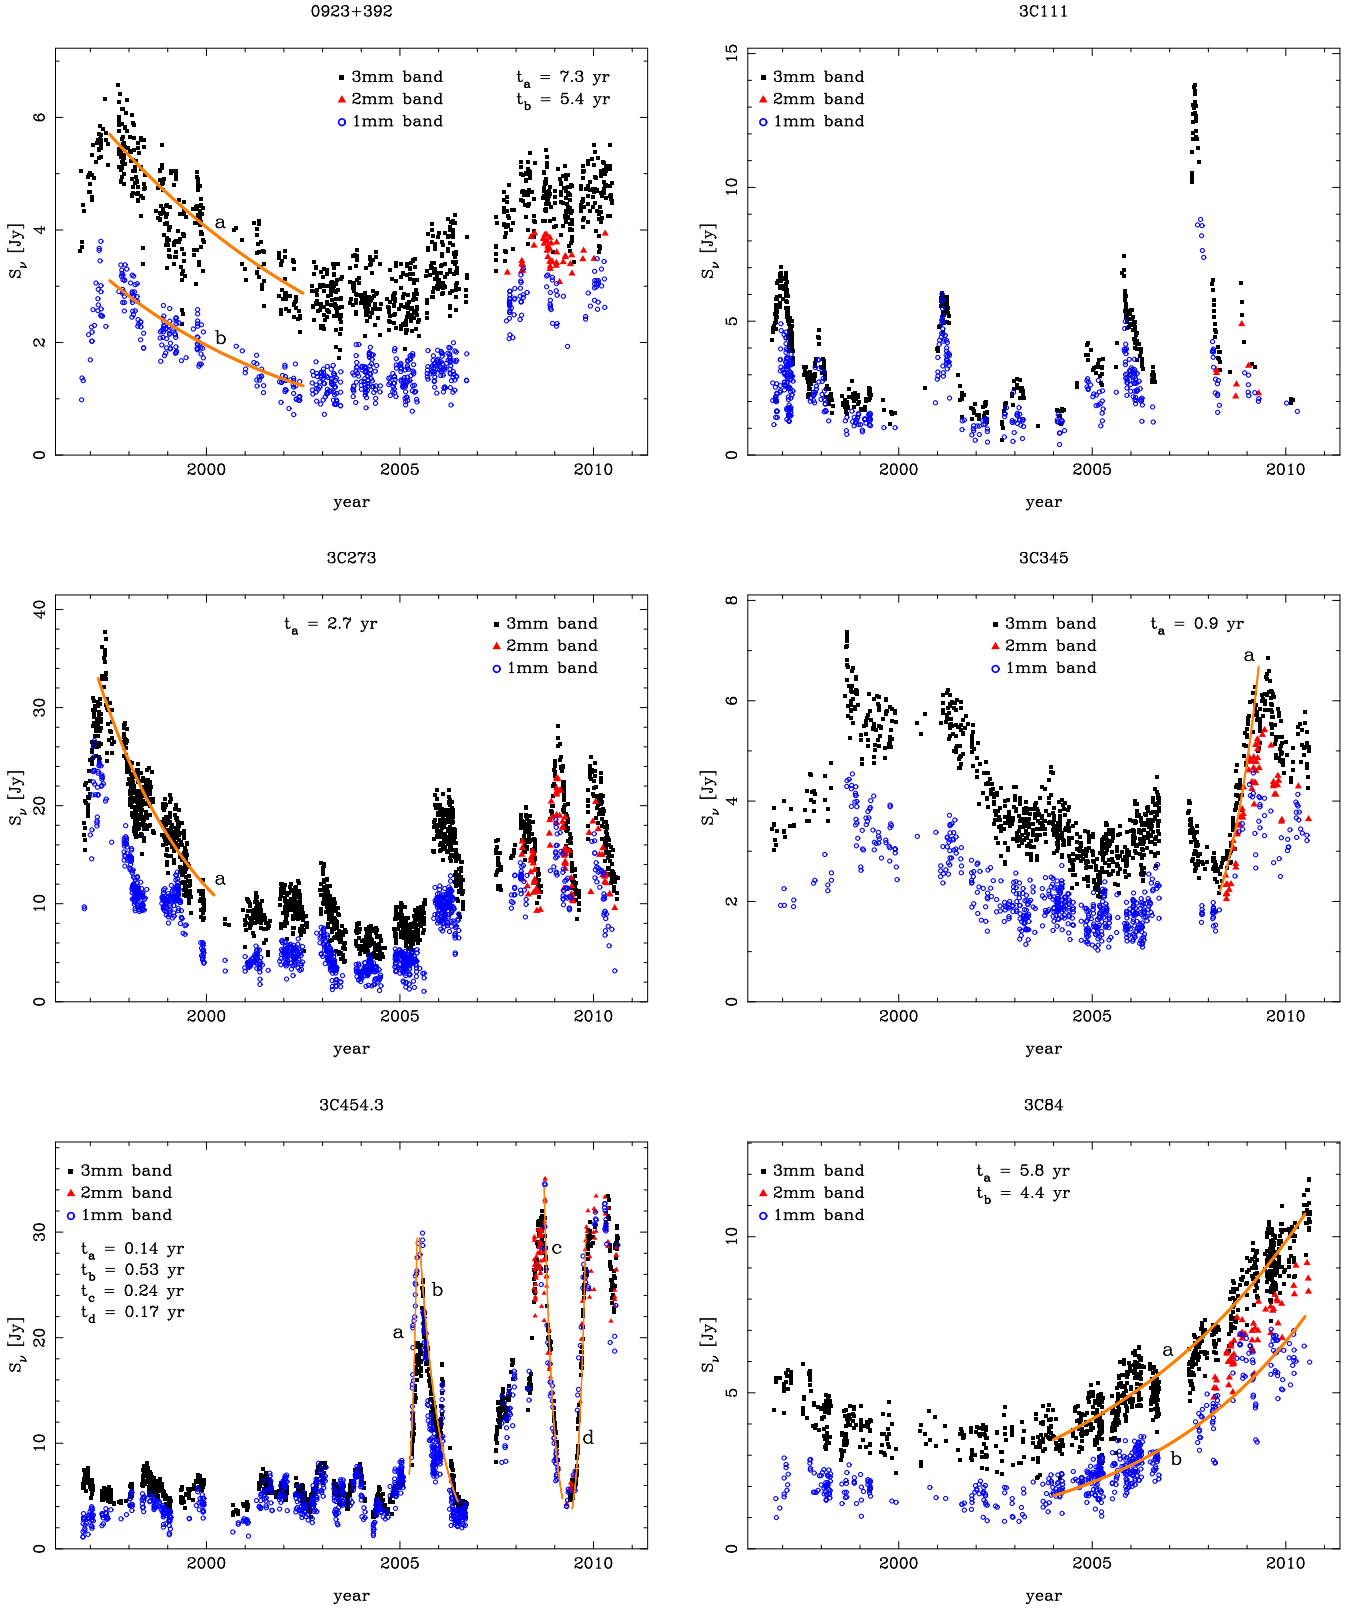 0923+392
3mm band
2mm band
1mm band
t_a = 7.3 yr
t_b = 5.4 yr
a
b
S_ν [Jy]
0 2 4 6
2000 2005 2010
year
3C111
3mm band
2mm band
1mm band
S_ν [Jy]
0 5 10 15
2000 2005 2010
year
3C273
t_a = 2.7 yr
3mm band
2mm band
1mm band
a
S_ν [Jy]
0 10 20 30 40
2000 2005 2010
year
3C345
3mm band
2mm band
1mm band
t_a = 0.9 yr
a
S_ν [Jy]
0 2 4 6 8
2000 2005 2010
year
3C454.3
3mm band
2mm band
1mm band
t_a = 0.14 yr
t_b = 0.53 yr
t_c = 0.24 yr
t_d = 0.17 yr
a
b
c
d
S_ν [Jy]
0 10 20 30
2000 2005 2010
year
3C84
3mm band
2mm band
1mm band
t_a = 5.8 yr
t_b = 4.4 yr
a
b
S_ν [Jy]
0 5 10
2000 2005 2010
year